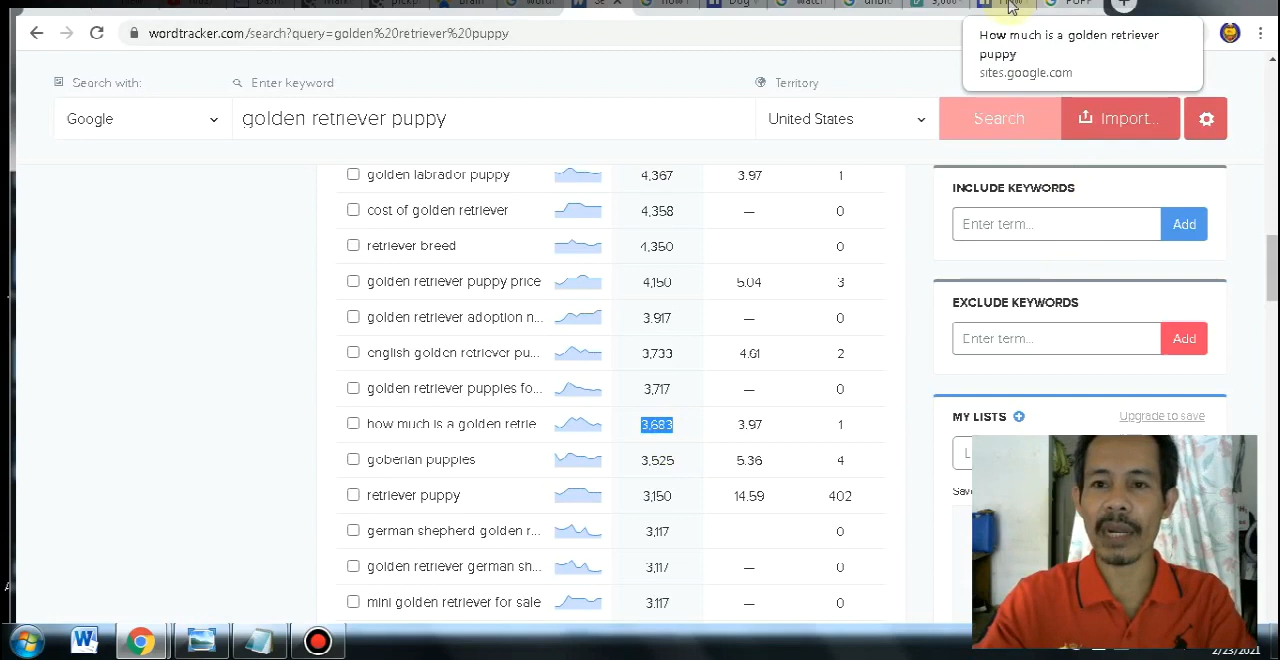 wordtracker.com/search?query=golden%20retriever%20puppy
How much is a golden retriever
puppy
sites.google.com
Search with:
Enter keyword
Territory
Google
golden retriever puppy
United States
Search
Import...
golden labrador puppy 4,367 3.97 1
cost of golden retriever 4,358 — 0
retriever breed 4,350 0
golden retriever puppy price 4,150 5.04 3
golden retriever adoption n... 3,917 — 0
english golden retriever pu... 3,733 4.61 2
golden retriever puppies fo... 3,717 — 0
how much is a golden retrie 3,683 3.97 1
goberian puppies 3,525 5.36 4
retriever puppy 3,150 14.59 402
german shepherd golden r... 3,117 0
golden retriever german sh... 3,117 — 0
mini golden retriever for sale 3,117 — 0
INCLUDE KEYWORDS
Enter term... Add
EXCLUDE KEYWORDS
Enter term... Add
MY LISTS Upgrade to save
2/23/2021